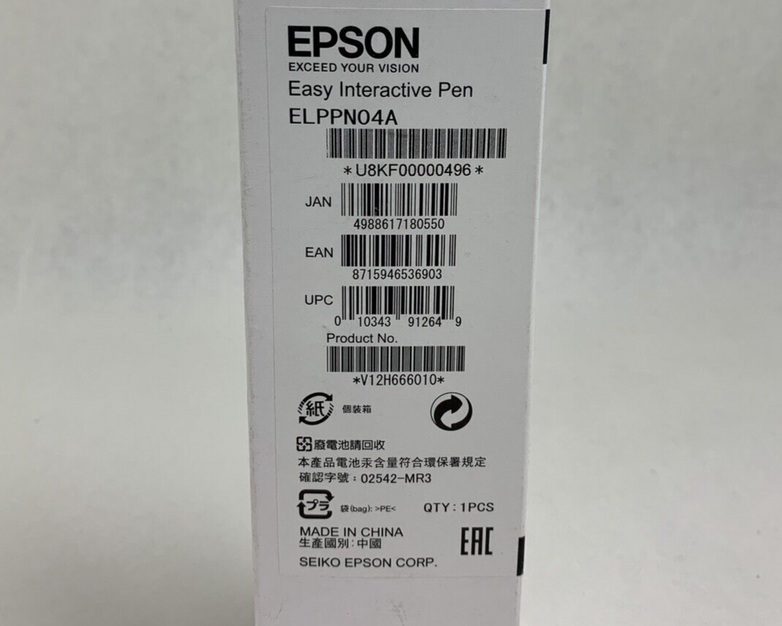 EPSON
EXCEED YOUR VISION
Easy Interactive Pen
ELPPN04A
*U8KF00000496*
JAN
4988617180550
EAN
8715946536903
UPC
0 10343 91264 9
Product No.
*V12H666010*
紙 個裝箱
廢電池請回收
本產品電池汞含量符合環保署規定
確認字號：02542-MR3
プラ 袋(bag): >PE< QTY : 1PCS
MADE IN CHINA
生產國別：中國
EAC
SEIKO EPSON CORP.